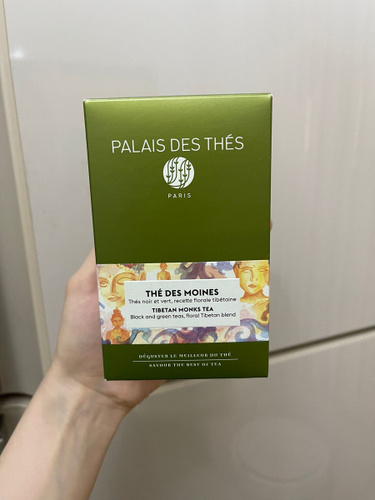 PALAIS DES THÉS
PARIS
THÉ DES MOINES
Thés noir et vert, recette florale tibétaine
TIBETAN MONKS TEA
Black and green teas, floral Tibetan blend
DÉGUSTER LE MEILLEUR DU THÉ
SAVOUR THE BEST OF TEA